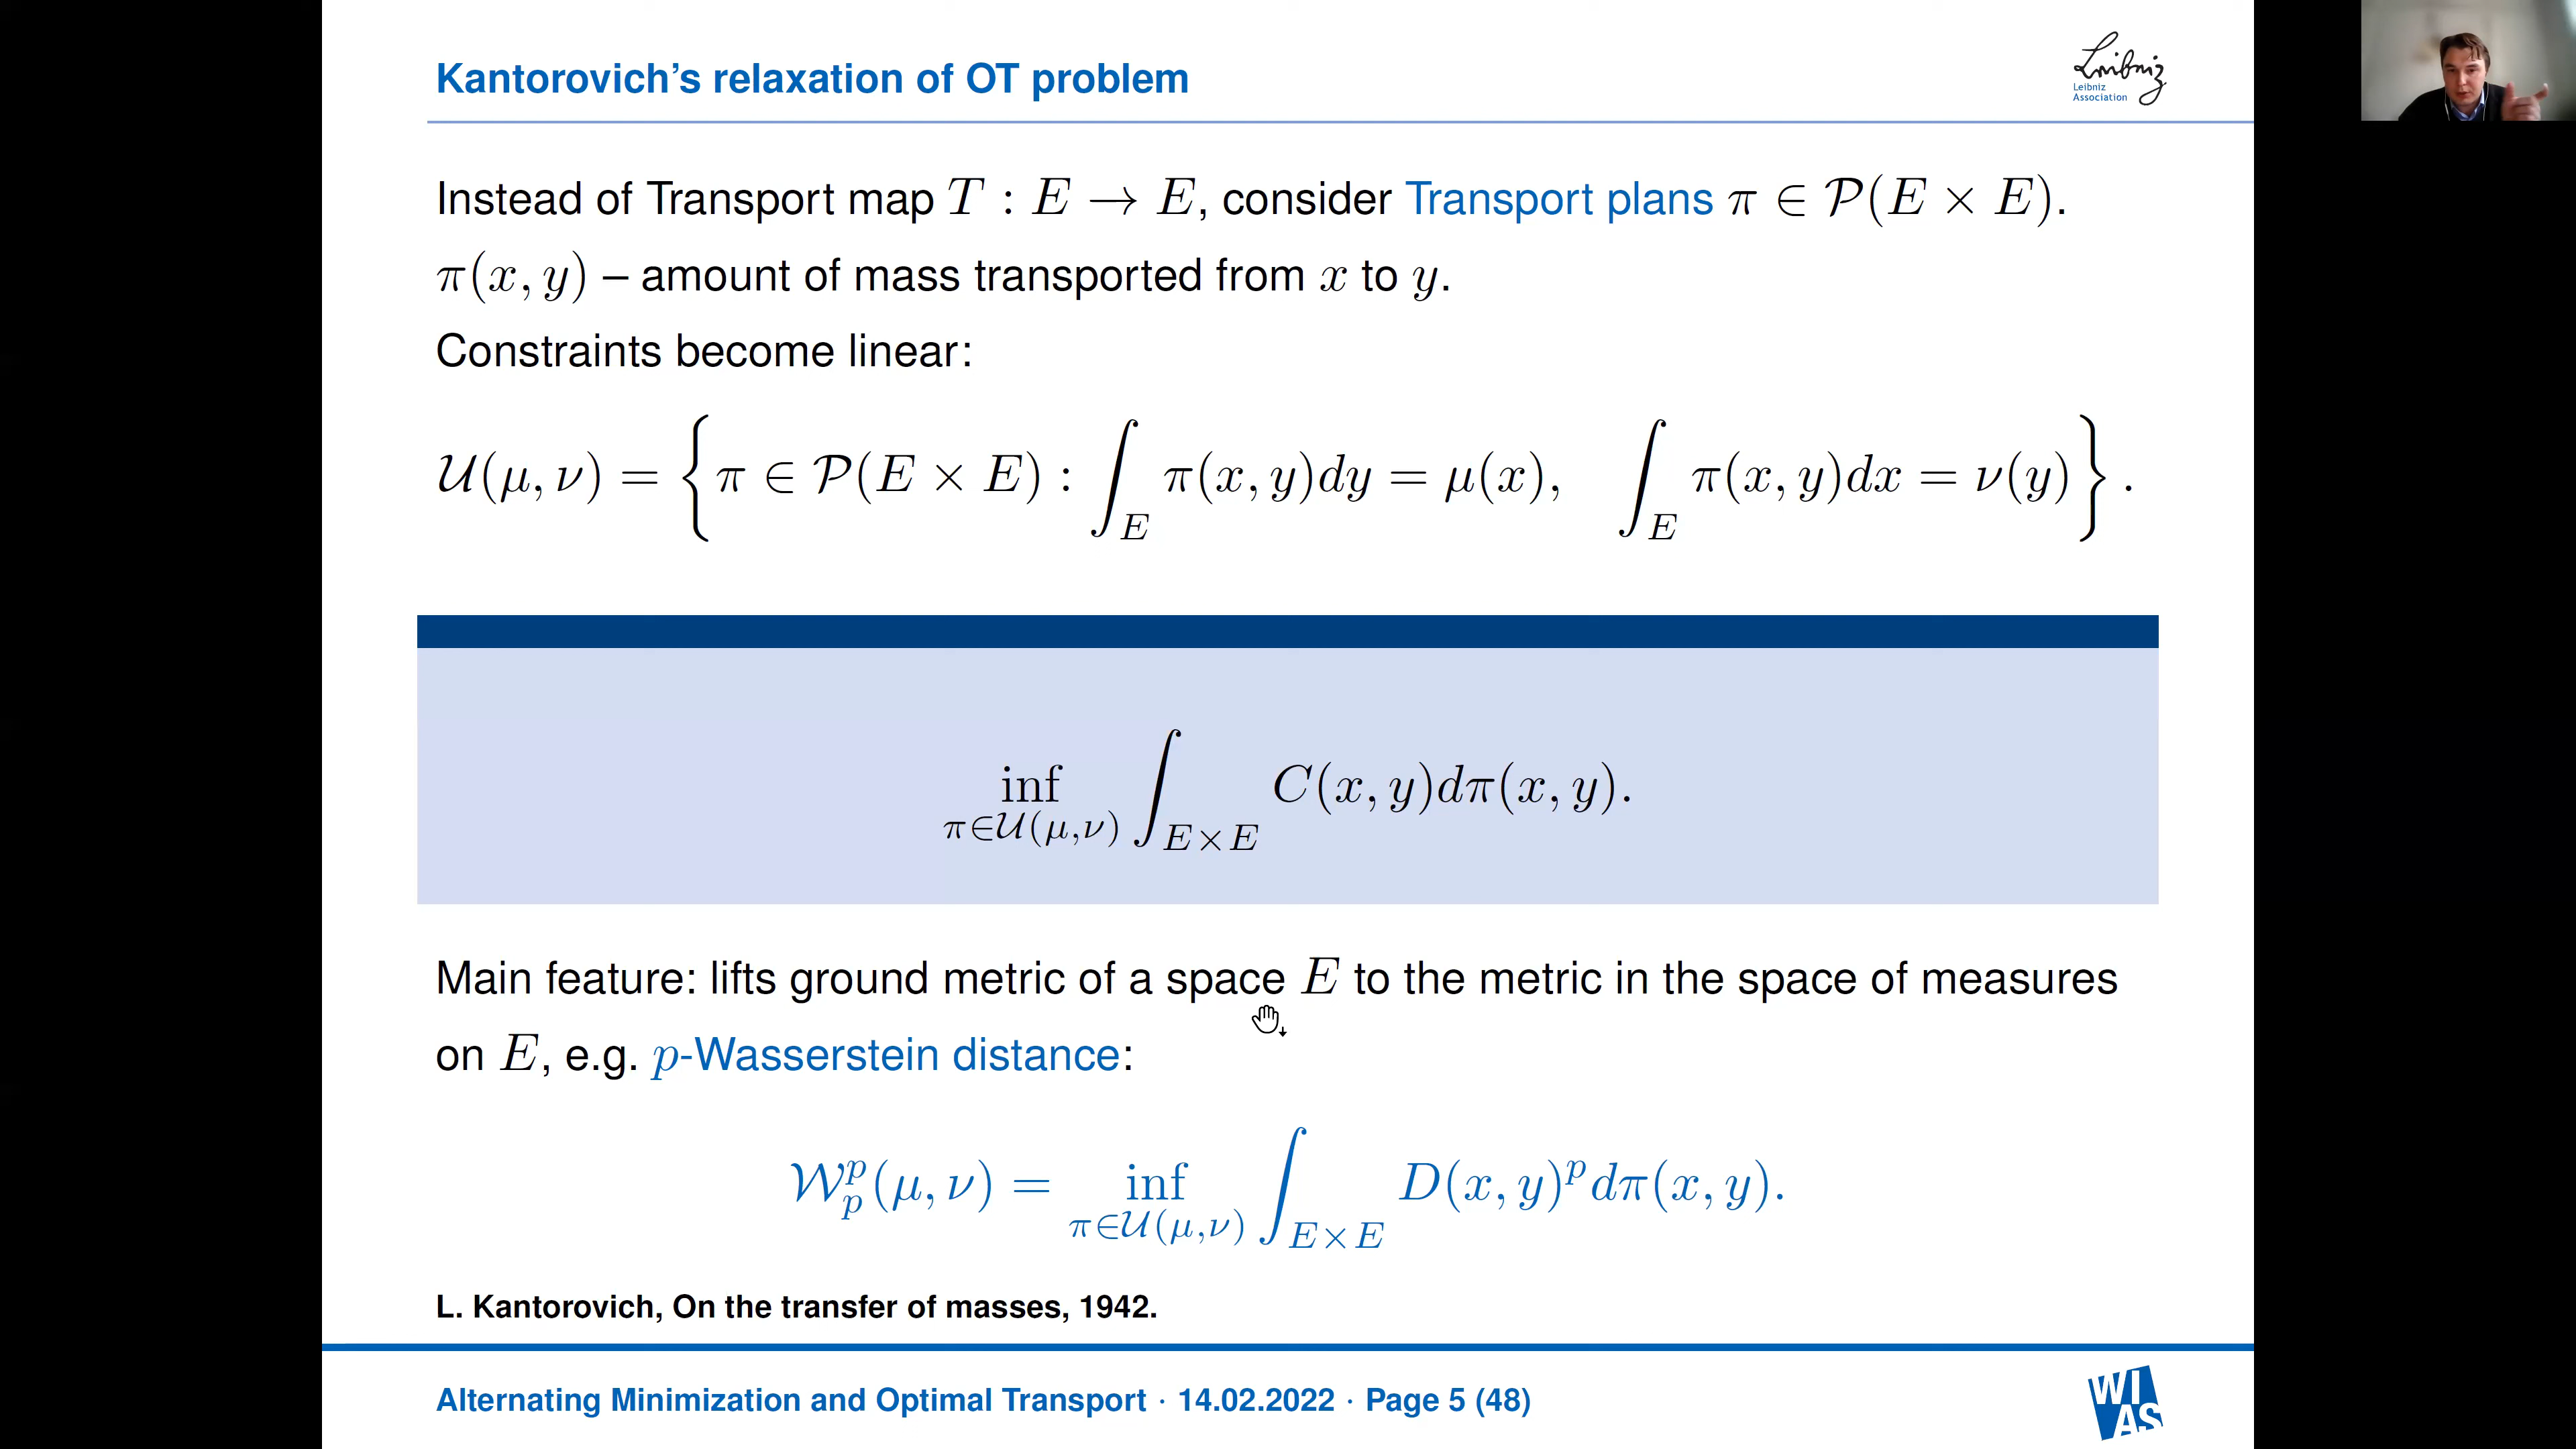 Kantorovich's relaxation of OT problem
Leibniz
Leibniz
Association
Instead of Transport map T : E → E, consider Transport plans π ∈ 𝒫(E × E).
π(x, y) – amount of mass transported from x to y.
Constraints become linear:
𝒰(μ, ν) = { π ∈ 𝒫(E × E) : ∫_E π(x, y)dy = μ(x), ∫_E π(x, y)dx = ν(y) } .
inf_{π∈𝒰(μ,ν)} ∫_{E×E} C(x, y)dπ(x, y).
Main feature: lifts ground metric of a space E to the metric in the space of measures
on E, e.g. p-Wasserstein distance:
𝒲_p^p(μ, ν) = inf_{π∈𝒰(μ,ν)} ∫_{E×E} D(x, y)^p dπ(x, y).
L. Kantorovich, On the transfer of masses, 1942.
Alternating Minimization and Optimal Transport · 14.02.2022 · Page 5 (48)
WI
AS